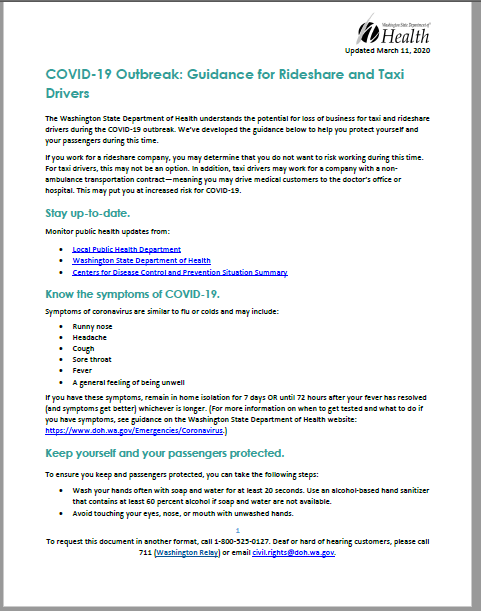 Washington State Department of
Health
Updated March 11, 2020
COVID-19 Outbreak: Guidance for Rideshare and Taxi
Drivers
The Washington State Department of Health understands the potential for loss of business for taxi and rideshare
drivers during the COVID-19 outbreak. We've developed the guidance below to help you protect yourself and
your passengers during this time.
If you work for a rideshare company, you may determine that you do not want to risk working during this time.
For taxi drivers, this may not be an option. In addition, taxi drivers may work for a company with a non-
ambulance transportation contract—meaning you may drive medical customers to the doctor's office or
hospital. This may put you at increased risk for COVID-19.
Stay up-to-date.
Monitor public health updates from:
• Local Public Health Department
• Washington State Department of Health
• Centers for Disease Control and Prevention Situation Summary
Know the symptoms of COVID-19.
Symptoms of coronavirus are similar to flu or colds and may include:
• Runny nose
• Headache
• Cough
• Sore throat
• Fever
• A general feeling of being unwell
If you have these symptoms, remain in home isolation for 7 days OR until 72 hours after your fever has resolved
(and symptoms get better) whichever is longer. (For more information on when to get tested and what to do if
you have symptoms, see guidance on the Washington State Department of Health website:
https://www.doh.wa.gov/Emergencies/Coronavirus.)
Keep yourself and your passengers protected.
To ensure you keep and passengers protected, you can take the following steps:
• Wash your hands often with soap and water for at least 20 seconds. Use an alcohol-based hand sanitizer
that contains at least 60 percent alcohol if soap and water are not available.
• Avoid touching your eyes, nose, or mouth with unwashed hands.
1
To request this document in another format, call 1-800-525-0127. Deaf or hard of hearing customers, please call
711 (Washington Relay) or email civil.rights@doh.wa.gov.